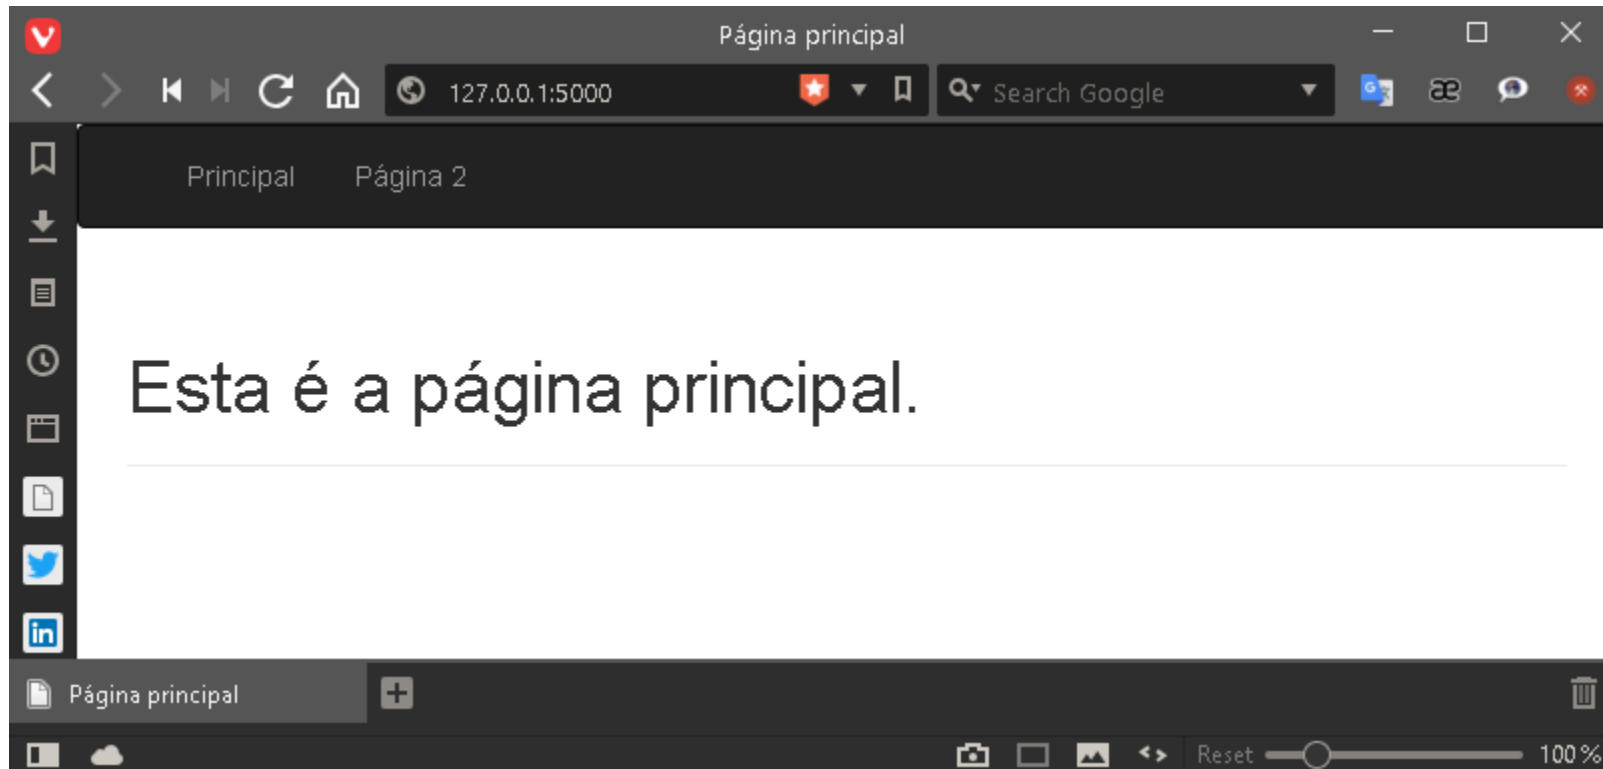 Página principal
127.0.0.1:5000
Search Google
Principal
Página 2
Esta é a página principal.
in
Página principal
Reset
100 %